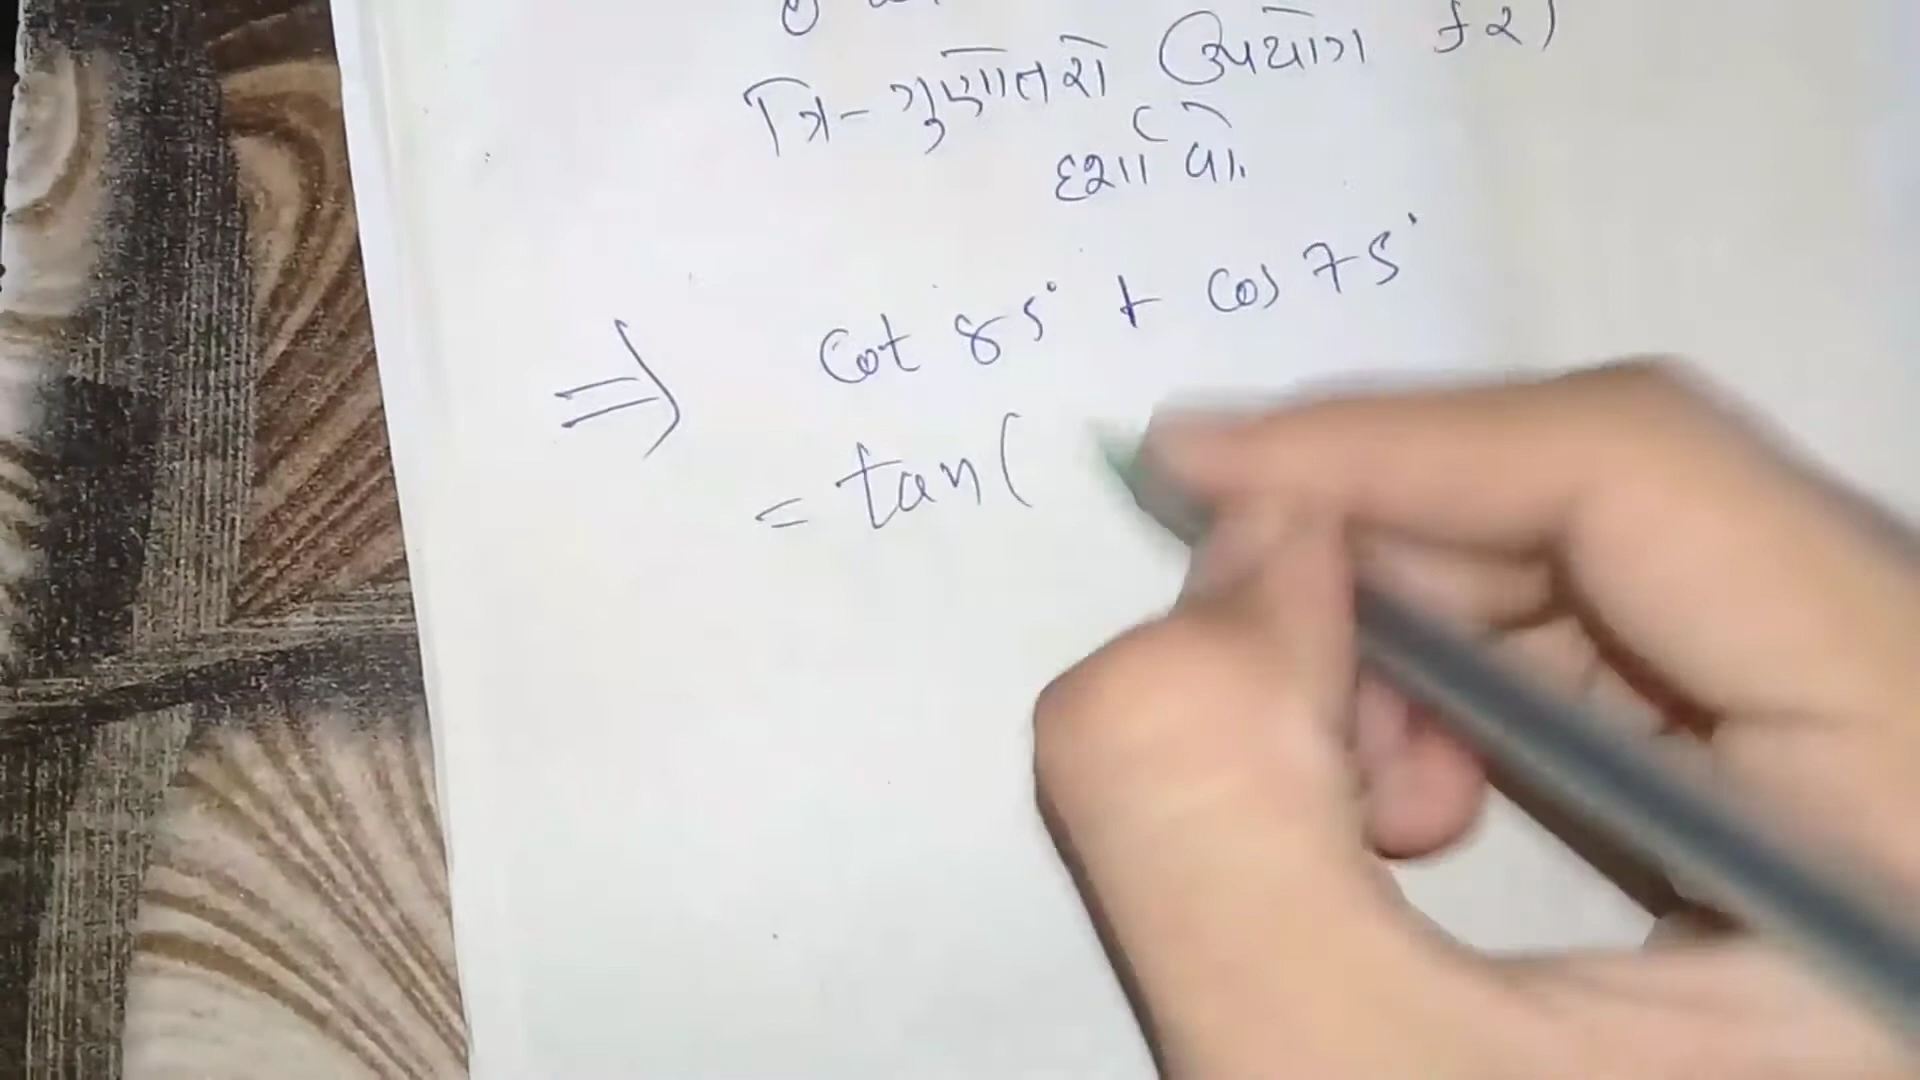 ત્રિ-ગુણોત્તરો ઉપયોગ કરી
દર્શાવો.
⇒ cot 85° + cos 75°
= tan(